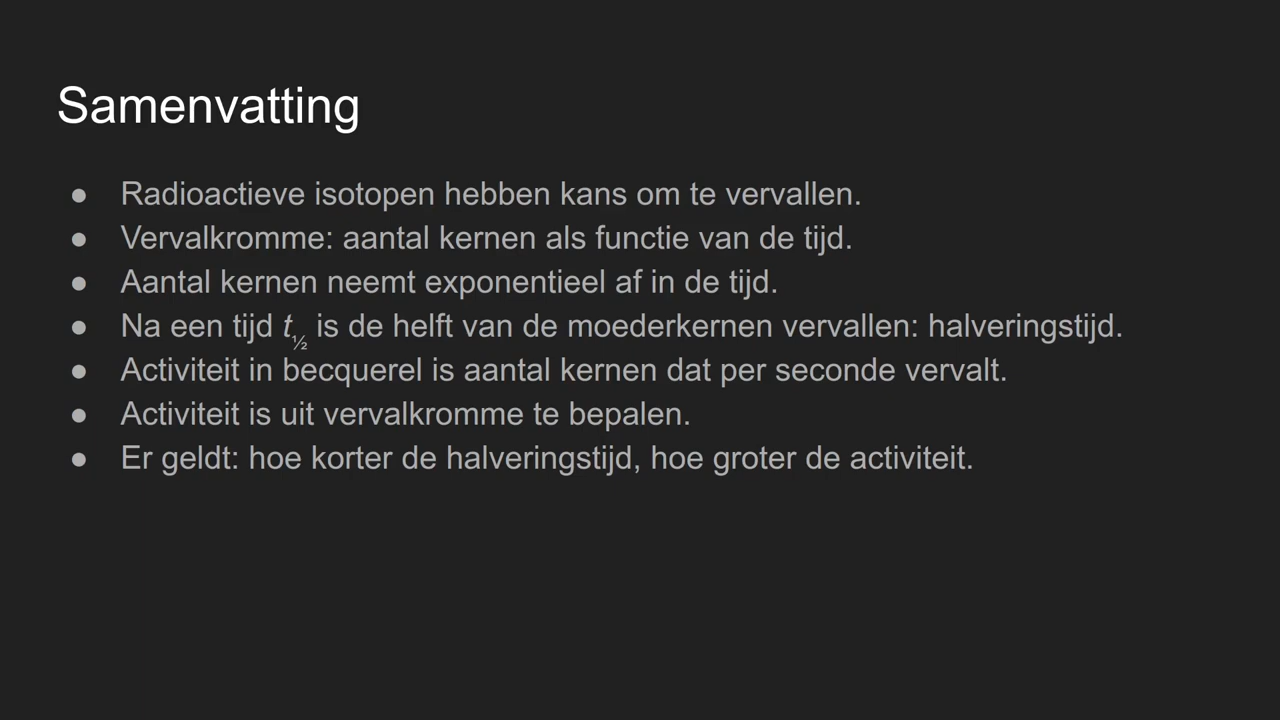 Samenvatting
● Radioactieve isotopen hebben kans om te vervallen.
● Vervalkromme: aantal kernen als functie van de tijd.
● Aantal kernen neemt exponentieel af in de tijd.
● Na een tijd t½ is de helft van de moederkernen vervallen: halveringstijd.
● Activiteit in becquerel is aantal kernen dat per seconde vervalt.
● Activiteit is uit vervalkromme te bepalen.
● Er geldt: hoe korter de halveringstijd, hoe groter de activiteit.